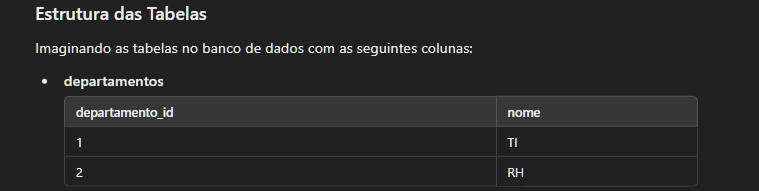 Estrutura das Tabelas
Imaginando as tabelas no banco de dados com as seguintes colunas:
• departamentos
departamento_id nome
1 TI
2 RH